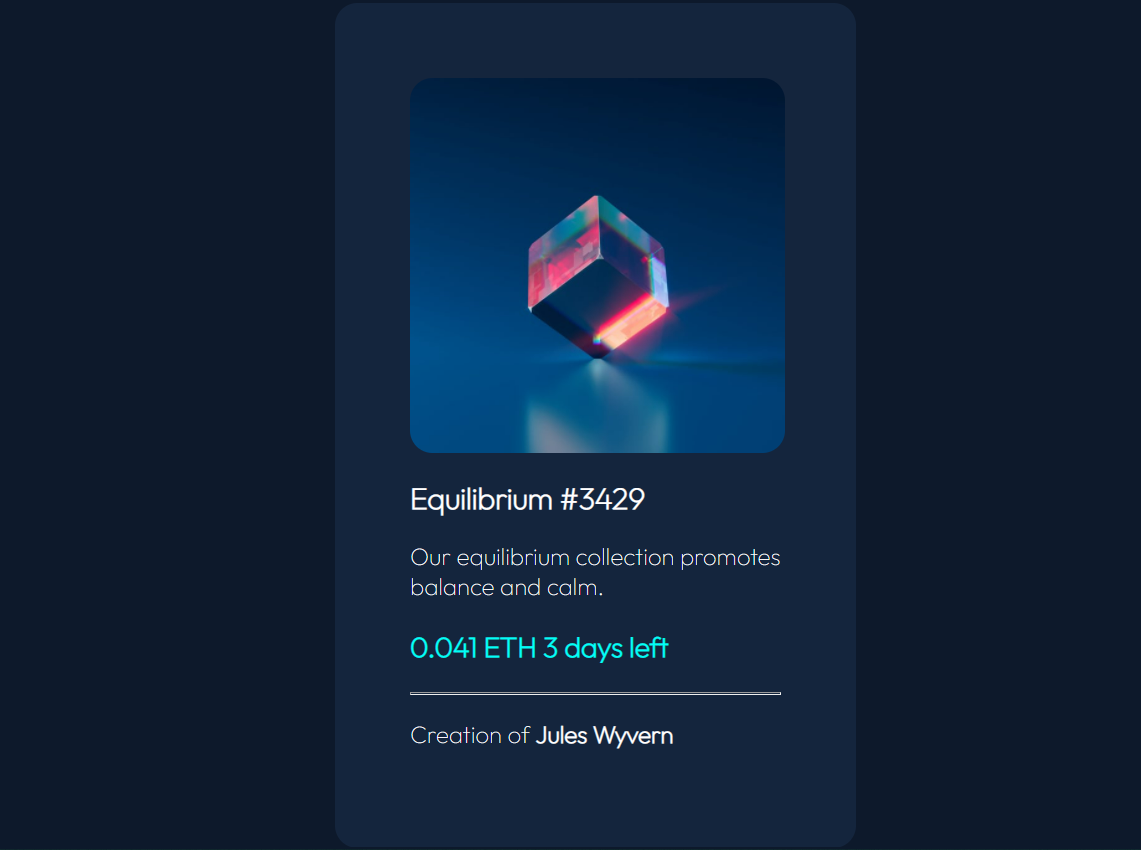 Equilibrium #3429
Our equilibrium collection promotes
balance and calm.
0.041 ETH 3 days left
Creation of Jules Wyvern